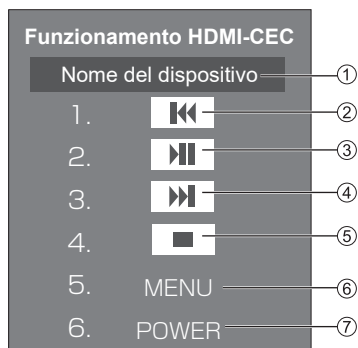 Funzionamento HDMI-CEC
Nome del dispositivo ①
1. ②
2. ③
3. ④
4. ⑤
5. MENU ⑥
6. POWER ⑦